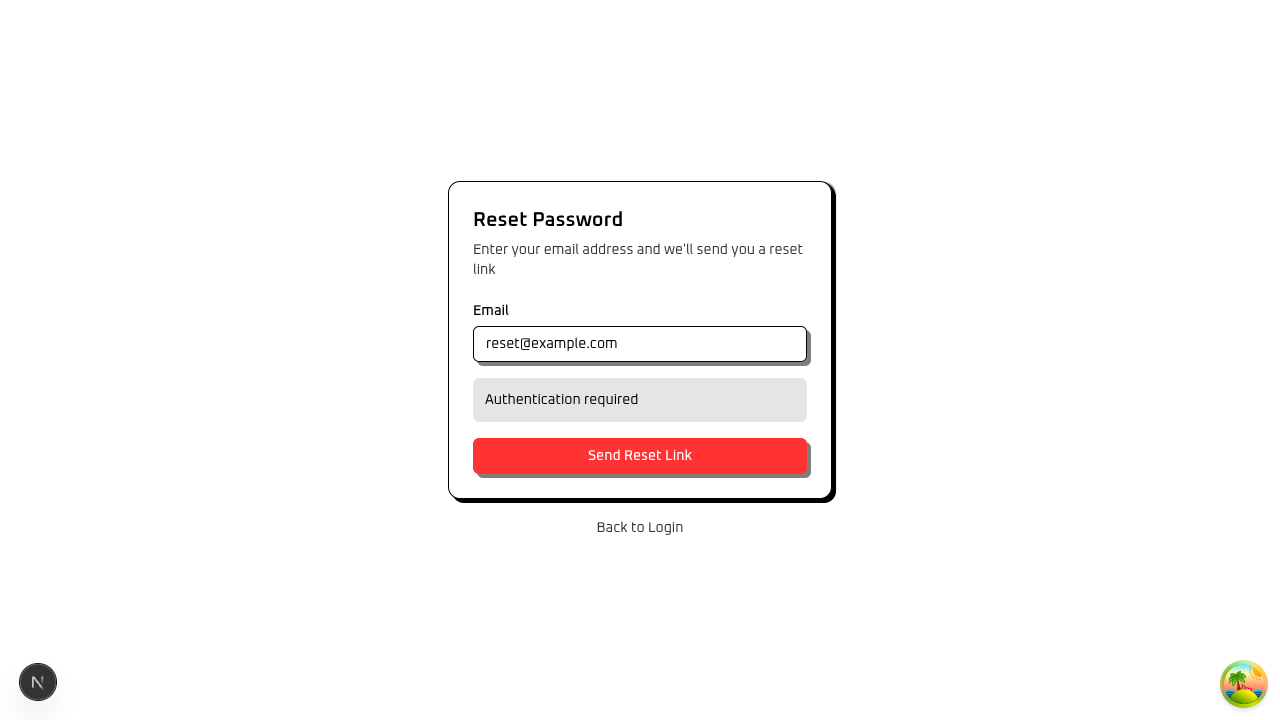 Reset Password
Enter your email address and we'll send you a reset
link
Email
reset@example.com
Authentication required
Send Reset Link
Back to Login
N